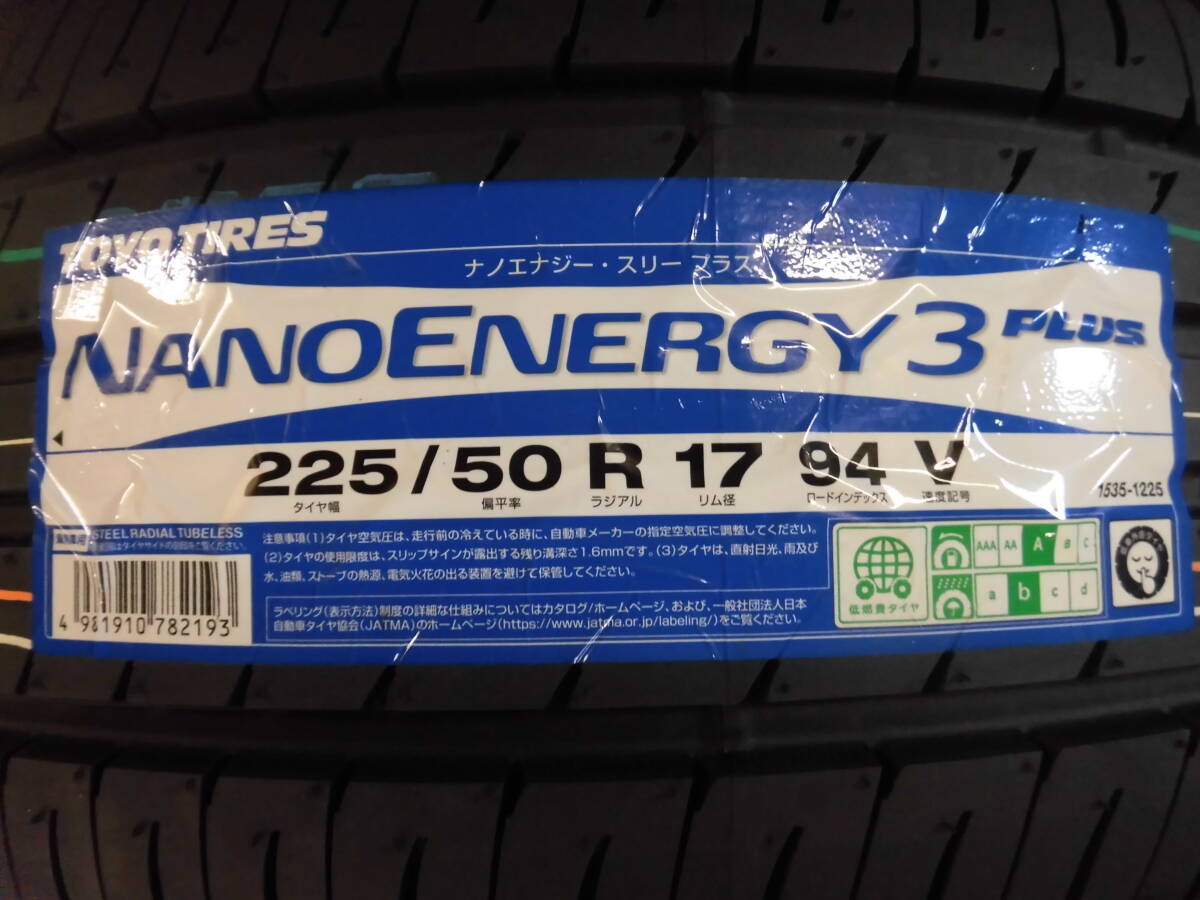 TOYO TIRES
ナノエナジー・スリー プラス
NANOENERGY 3 PLUS
225 / 50 R 17 94 V
タイヤ幅 偏平率 ラジアル リム径 ロードインデックス 速度記号
1535-1225
STEEL RADIAL TUBELESS
注意事項(1)タイヤ空気圧は、走行前の冷えている時に、自動車メーカーの指定空気圧に調整してください。
(2)タイヤの使用限度は、スリップサインが露出する残り溝深さ1.6mmです。(3)タイヤは、直射日光、雨及び
水、油類、ストーブの熱源、電気火花の出る装置を避けて保管してください。
ラベリング(表示方法)制度の詳細な仕組みについてはカタログ/ホームページ、および、一般社団法人日本
自動車タイヤ協会(JATMA)のホームページ(https://www.jatma.or.jp/labeling/)をご覧ください。
4 981910 782193
低燃費タイヤ
AAA AA A B C
a b c d